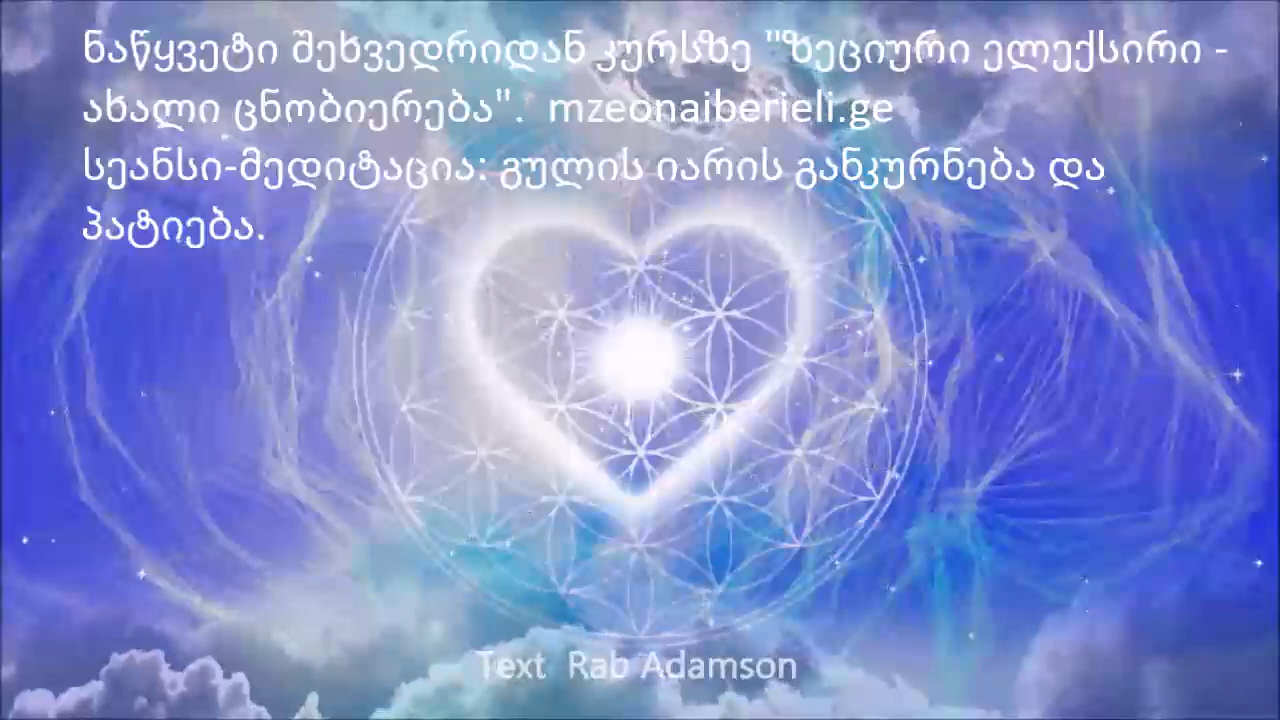 ნაწყვეტი შეხვედრიდან კურსზე "ზეციური ელექსირი -
ახალი ცნობიერება".  mzeonaiberieli.ge
სეანსი-მედიტაცია: გულის იარის განკურნება და
პატიება.
Text  Rab Adamson